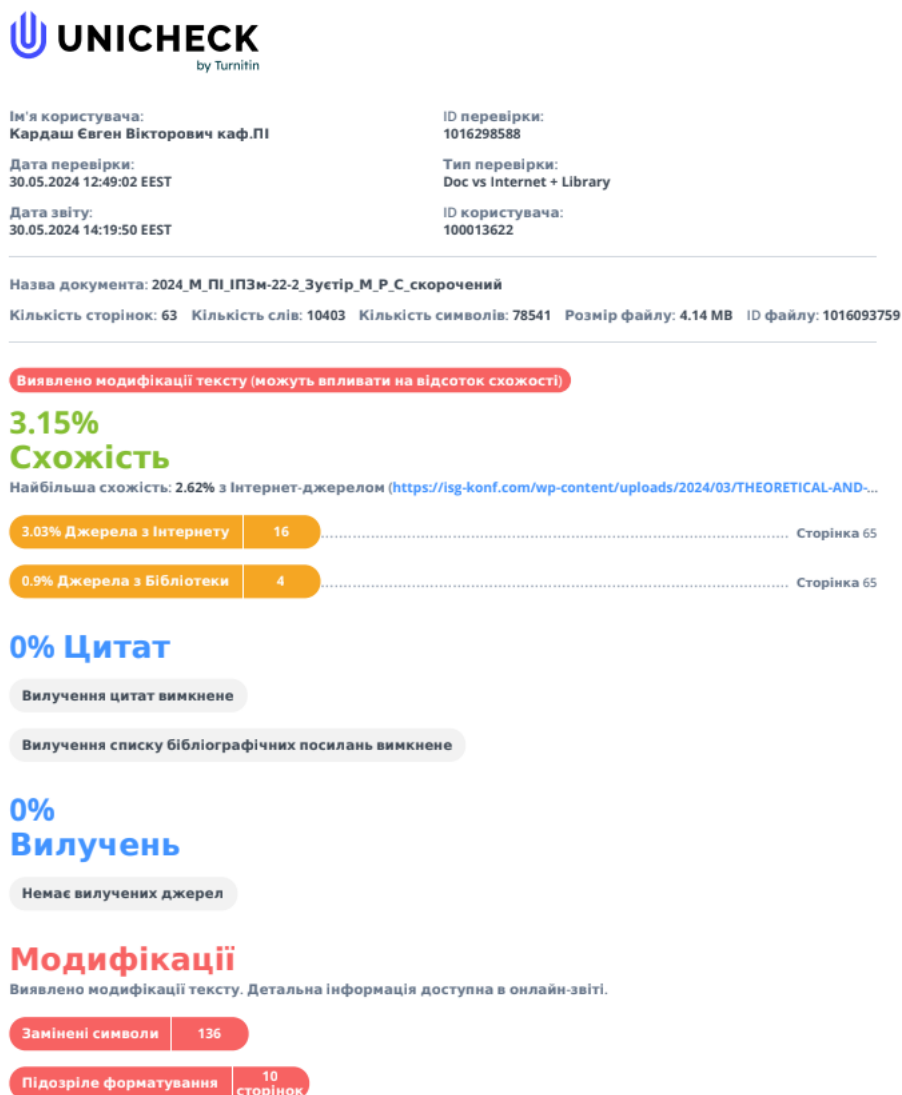 UNICHECK
by Turnitin
Ім'я користувача:
Кардаш Євген Вікторович каф.ПІ
ID перевірки:
1016298588
Дата перевірки:
30.05.2024 12:49:02 EEST
Тип перевірки:
Doc vs Internet + Library
Дата звіту:
30.05.2024 14:19:50 EEST
ID користувача:
100013622
Назва документа: 2024_М_ПІ_ІПЗм-22-2_Зуєтір_М_Р_С_скорочений
Кількість сторінок: 63 Кількість слів: 10403 Кількість символів: 78541 Розмір файлу: 4.14 MB ID файлу: 1016093759
Виявлено модифікації тексту (можуть впливати на відсоток схожості)
3.15%
Схожість
Найбільша схожість: 2.62% з Інтернет-джерелом (https://isg-konf.com/wp-content/uploads/2024/03/THEORETICAL-AND-...
3.03% Джерела з Інтернету 16 Сторінка 65
0.9% Джерела з Бібліотеки 4 Сторінка 65
0% Цитат
Вилучення цитат вимкнене
Вилучення списку бібліографічних посилань вимкнене
0%
Вилучень
Немає вилучених джерел
Модифікації
Виявлено модифікації тексту. Детальна інформація доступна в онлайн-звіті.
Замінені символи 136
Підозріле форматування 10 сторінок